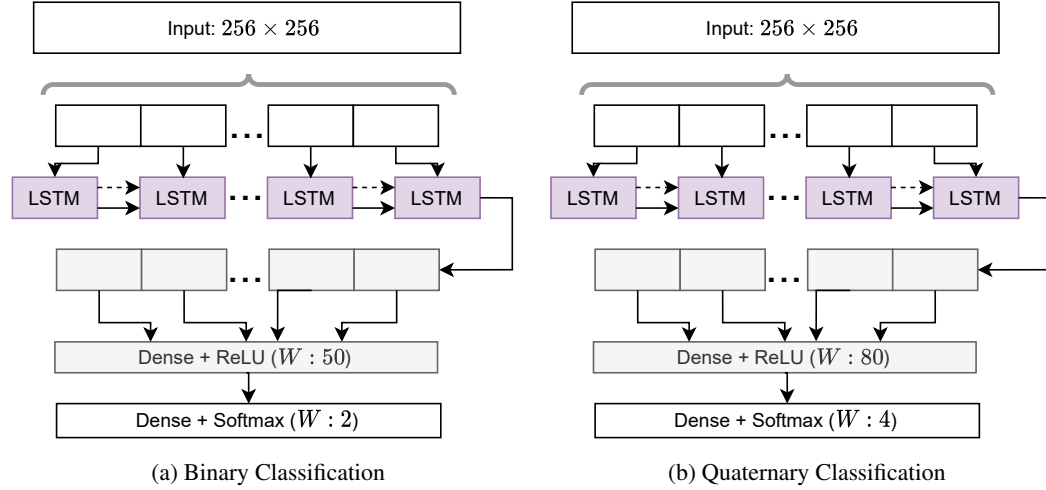 Input: 256 × 256
...
LSTM LSTM ... LSTM LSTM
...
Dense + ReLU (W : 50)
Dense + Softmax (W : 2)
(a) Binary Classification
Input: 256 × 256
...
LSTM LSTM ... LSTM LSTM
...
Dense + ReLU (W : 80)
Dense + Softmax (W : 4)
(b) Quaternary Classification